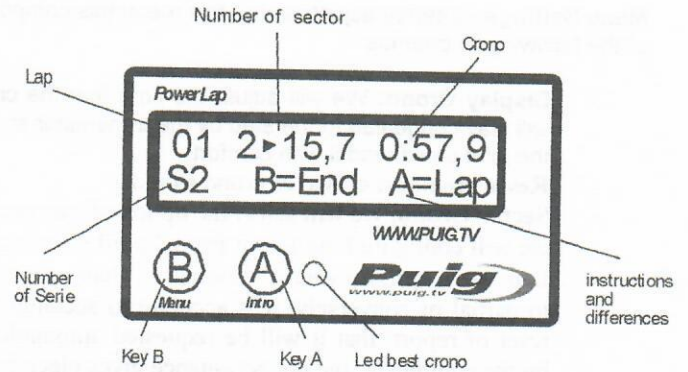 Number of sector
Crono
Lap
PowerLap
01 2▸15,7 0:57,9
S2 B=End A=Lap
WWW.PUIG.TV
B
A
Menu
Intro
Puig
www.puig.tv
Number
of Serie
instructions
and
differences
Key B
Key A
Led best crono